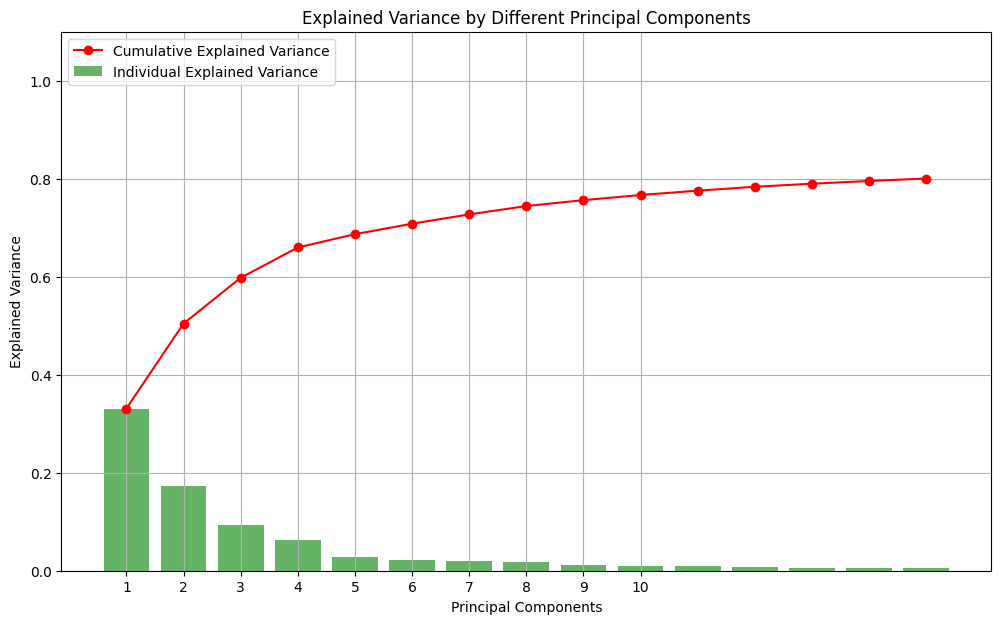 Explained Variance by Different Principal Components
Cumulative Explained Variance
Individual Explained Variance
Explained Variance
1.0
0.8
0.6
0.4
0.2
0.0
1 2 3 4 5 6 7 8 9 10
Principal Components